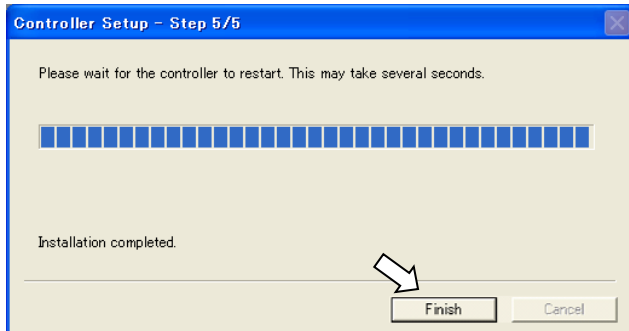 Controller Setup – Step 5/5
Please wait for the controller to restart. This may take several seconds.
Installation completed.
Finish
Cancel